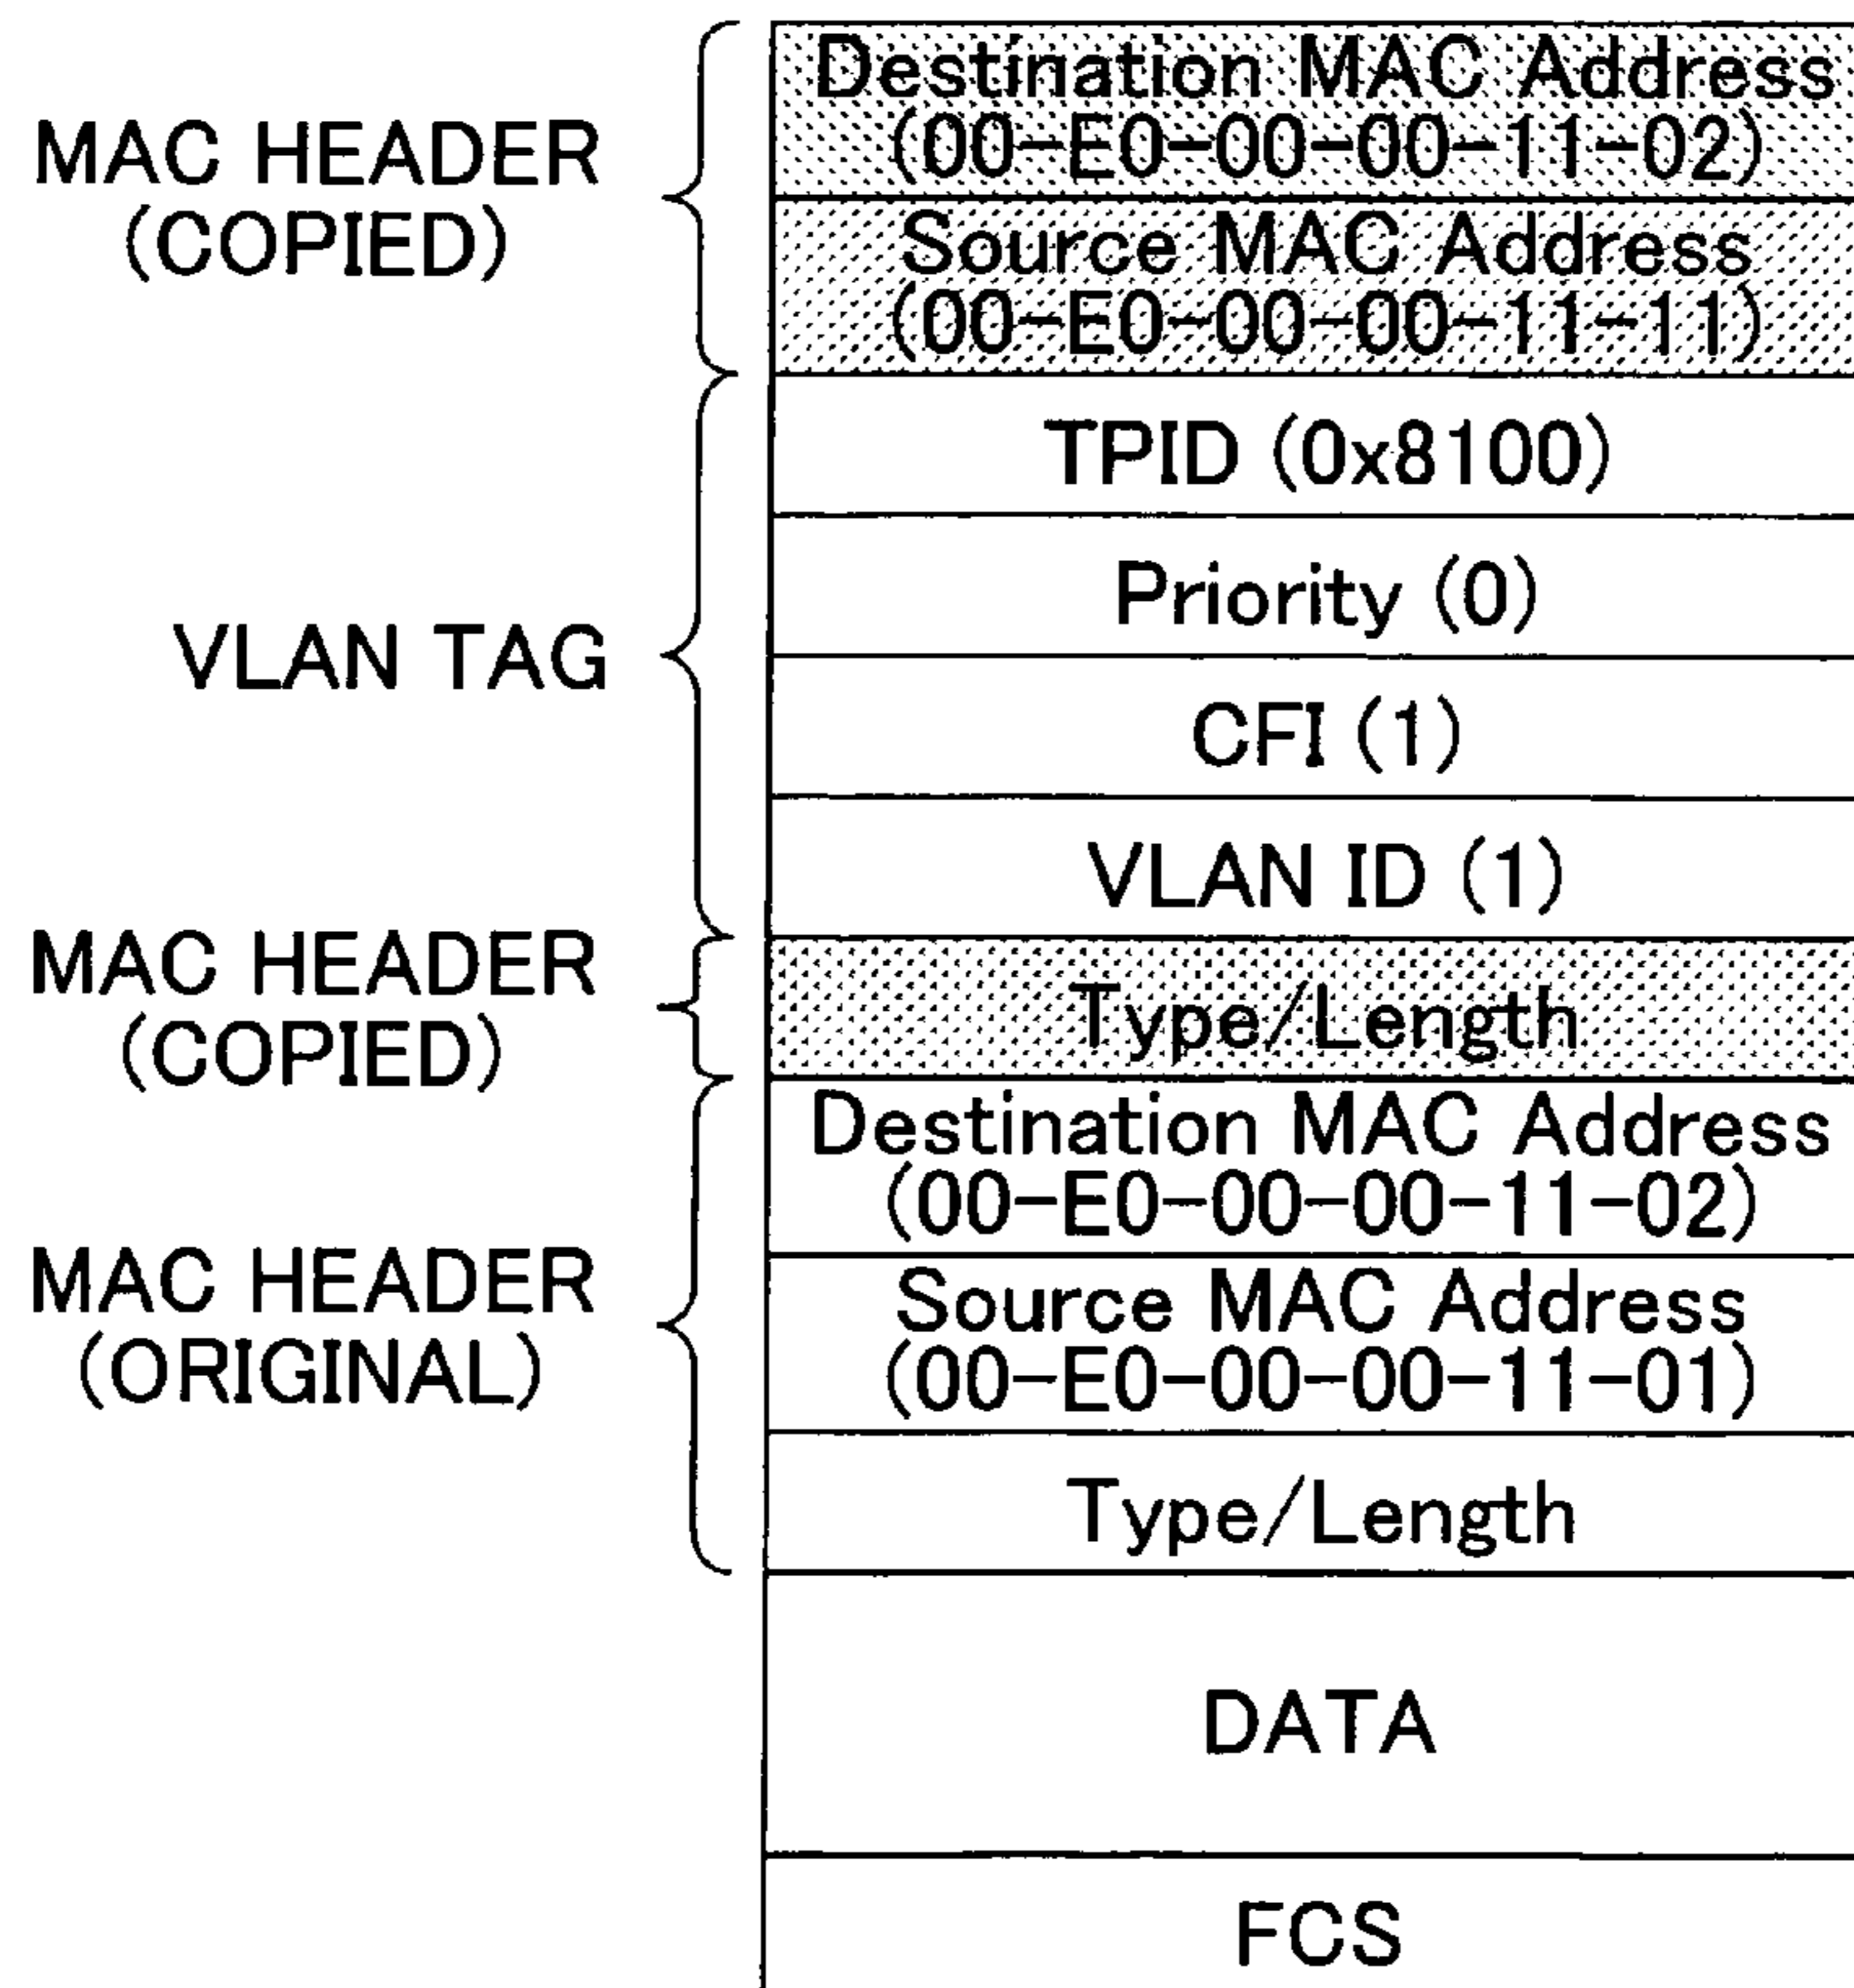 MAC HEADER
(COPIED)
Destination MAC Address
(00-E0-00-00-11-02)
Source MAC Address
(00-E0-00-00-11-11)
VLAN TAG
TPID (0x8100)
Priority (0)
CFI (1)
VLAN ID (1)
MAC HEADER
(COPIED)
Type/Length
MAC HEADER
(ORIGINAL)
Destination MAC Address
(00-E0-00-00-11-02)
Source MAC Address
(00-E0-00-00-11-01)
Type/Length
DATA
FCS